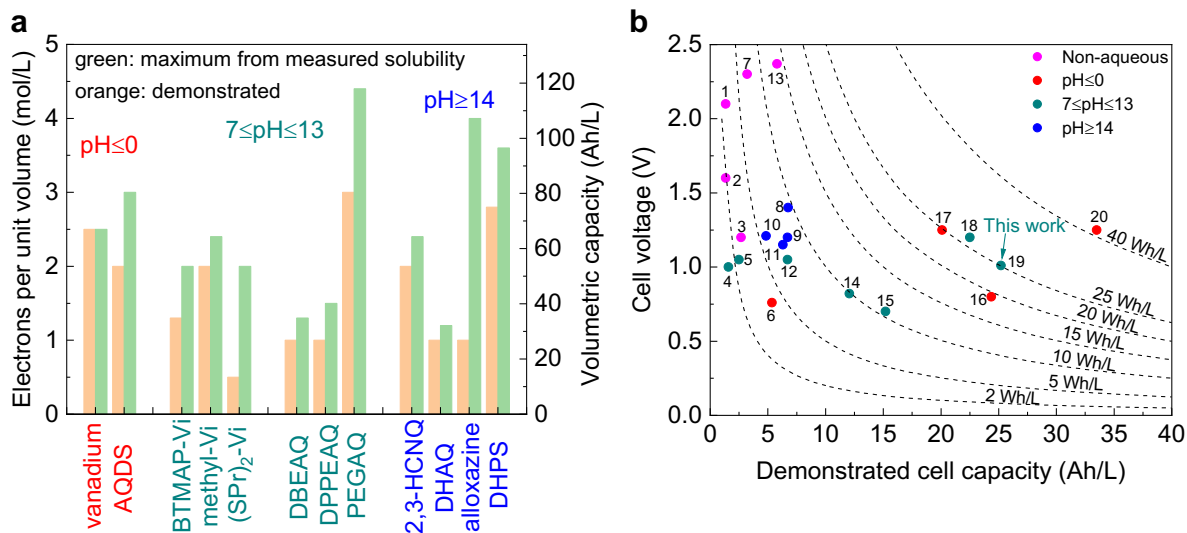 a
green: maximum from measured solubility
orange: demonstrated
pH≤0
7≤pH≤13
pH≥14
Electrons per unit volume (mol/L)
5
4
3
2
1
0
Volumetric capacity (Ah/L)
120
100
80
60
40
20
0
vanadium
AQDS
BTMAP-Vi
methyl-Vi
(SPr)₂-Vi
DBEAQ
DPPEAQ
PEGAQ
2,3-HCNQ
DHAQ
alloxazine
DHPS
b
Non-aqueous
pH≤0
7≤pH≤13
pH≥14
Cell voltage (V)
2.5
2.0
1.5
1.0
0.5
0.0
1
2
3
4
5
6
7
8
9
10
11
12
13
14
15
16
17
18
19
20
This work
40 Wh/L
25 Wh/L
20 Wh/L
15 Wh/L
10 Wh/L
5 Wh/L
2 Wh/L
0 5 10 15 20 25 30 35 40
Demonstrated cell capacity (Ah/L)